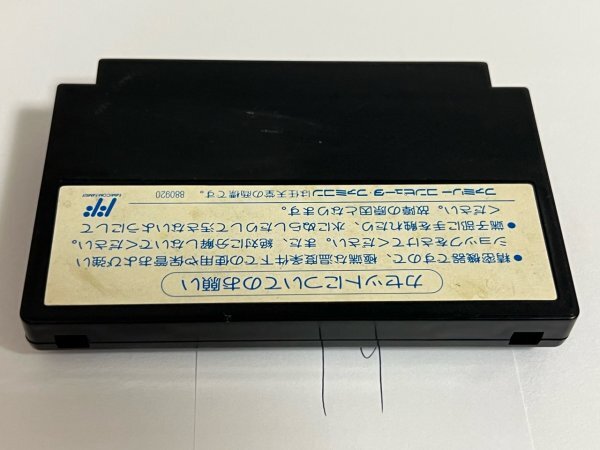 カセットについてのお願い
●精密機器ですので、極端な温度条件下での使用や保管および強い
ショックをさけてください。また、絶対に分解しないでください。
●端子部に手を触れたり、水にぬらしたりして汚さないようにして
ください。故障の原因となります。
ファミリーコンピュータ・ファミコンは任天堂の商標です。 880920
FAMICOM FAMILY